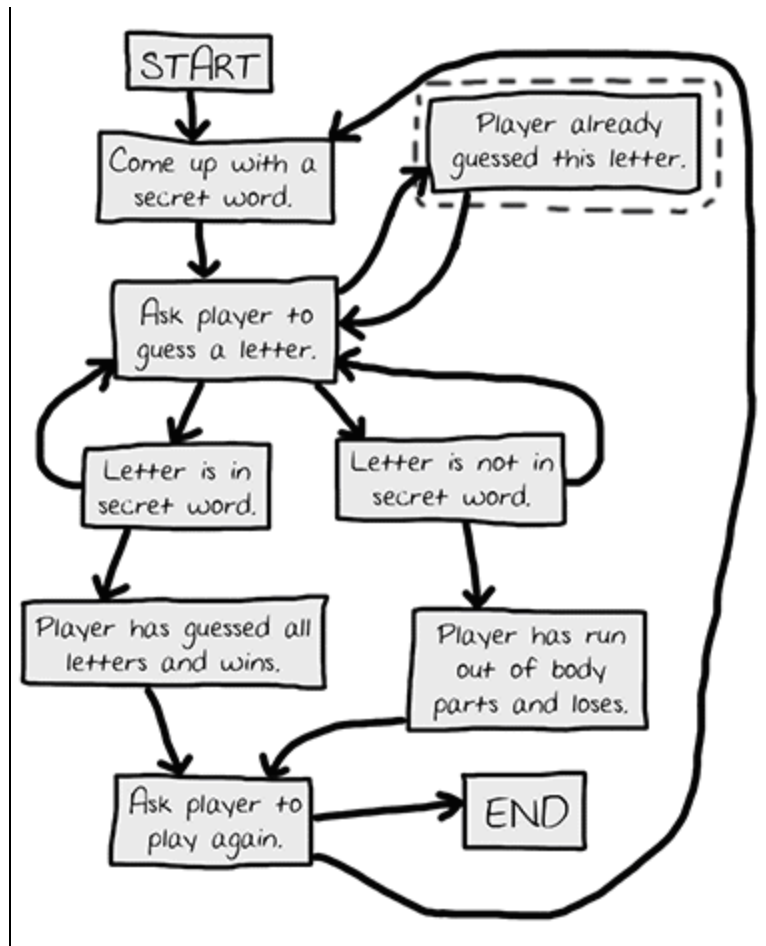 START
Come up with a
secret word.
Player already
guessed this letter.
Ask player to
guess a letter.
Letter is in
secret word.
Letter is not in
secret word.
Player has guessed all
letters and wins.
Player has run
out of body
parts and loses.
Ask player to
play again.
END